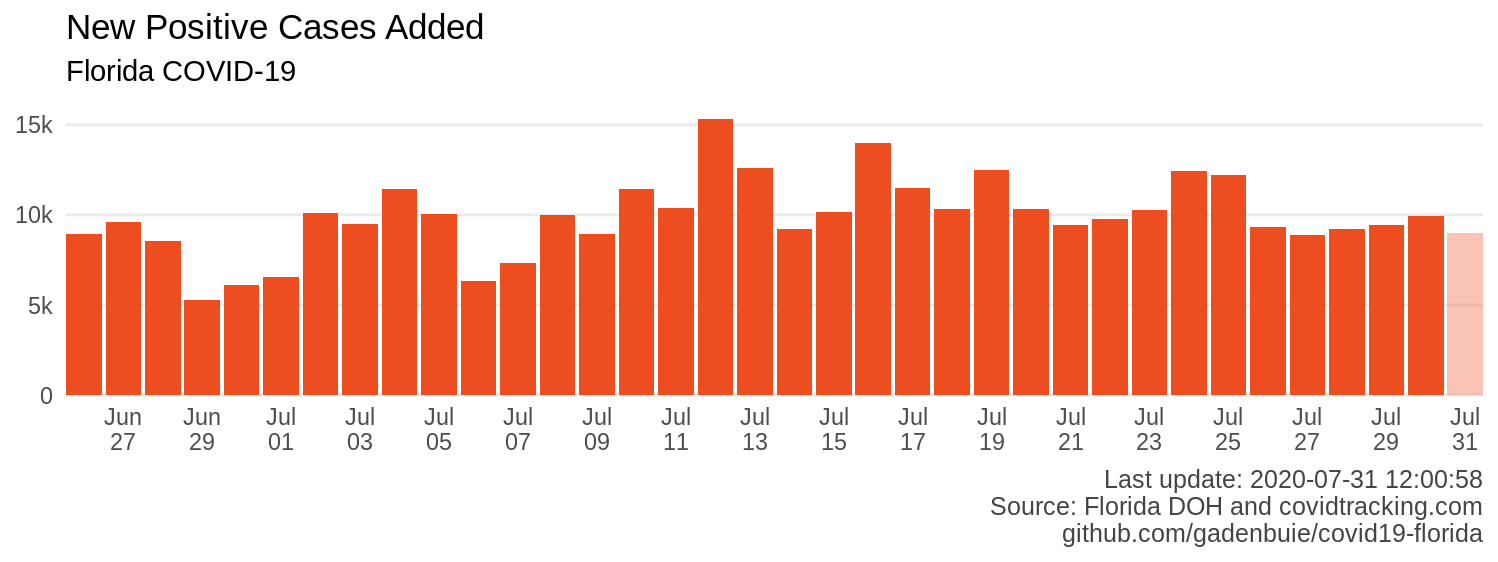 New Positive Cases Added
Florida COVID-19
15k
10k
5k
0
Jun Jun Jul Jul Jul Jul Jul Jul Jul Jul Jul Jul Jul Jul Jul Jul Jul Jul
27 29 01 03 05 07 09 11 13 15 17 19 21 23 25 27 29 31
Last update: 2020-07-31 12:00:58
Source: Florida DOH and covidtracking.com
github.com/gadenbuie/covid19-florida